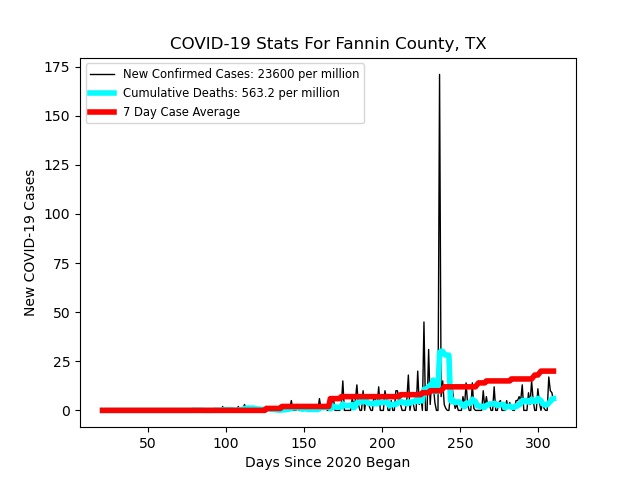 COVID-19 Stats For Fannin County, TX
New Confirmed Cases: 23600 per million
Cumulative Deaths: 563.2 per million
7 Day Case Average
New COVID-19 Cases
175
150
125
100
75
50
25
0
50 100 150 200 250 300
Days Since 2020 Began